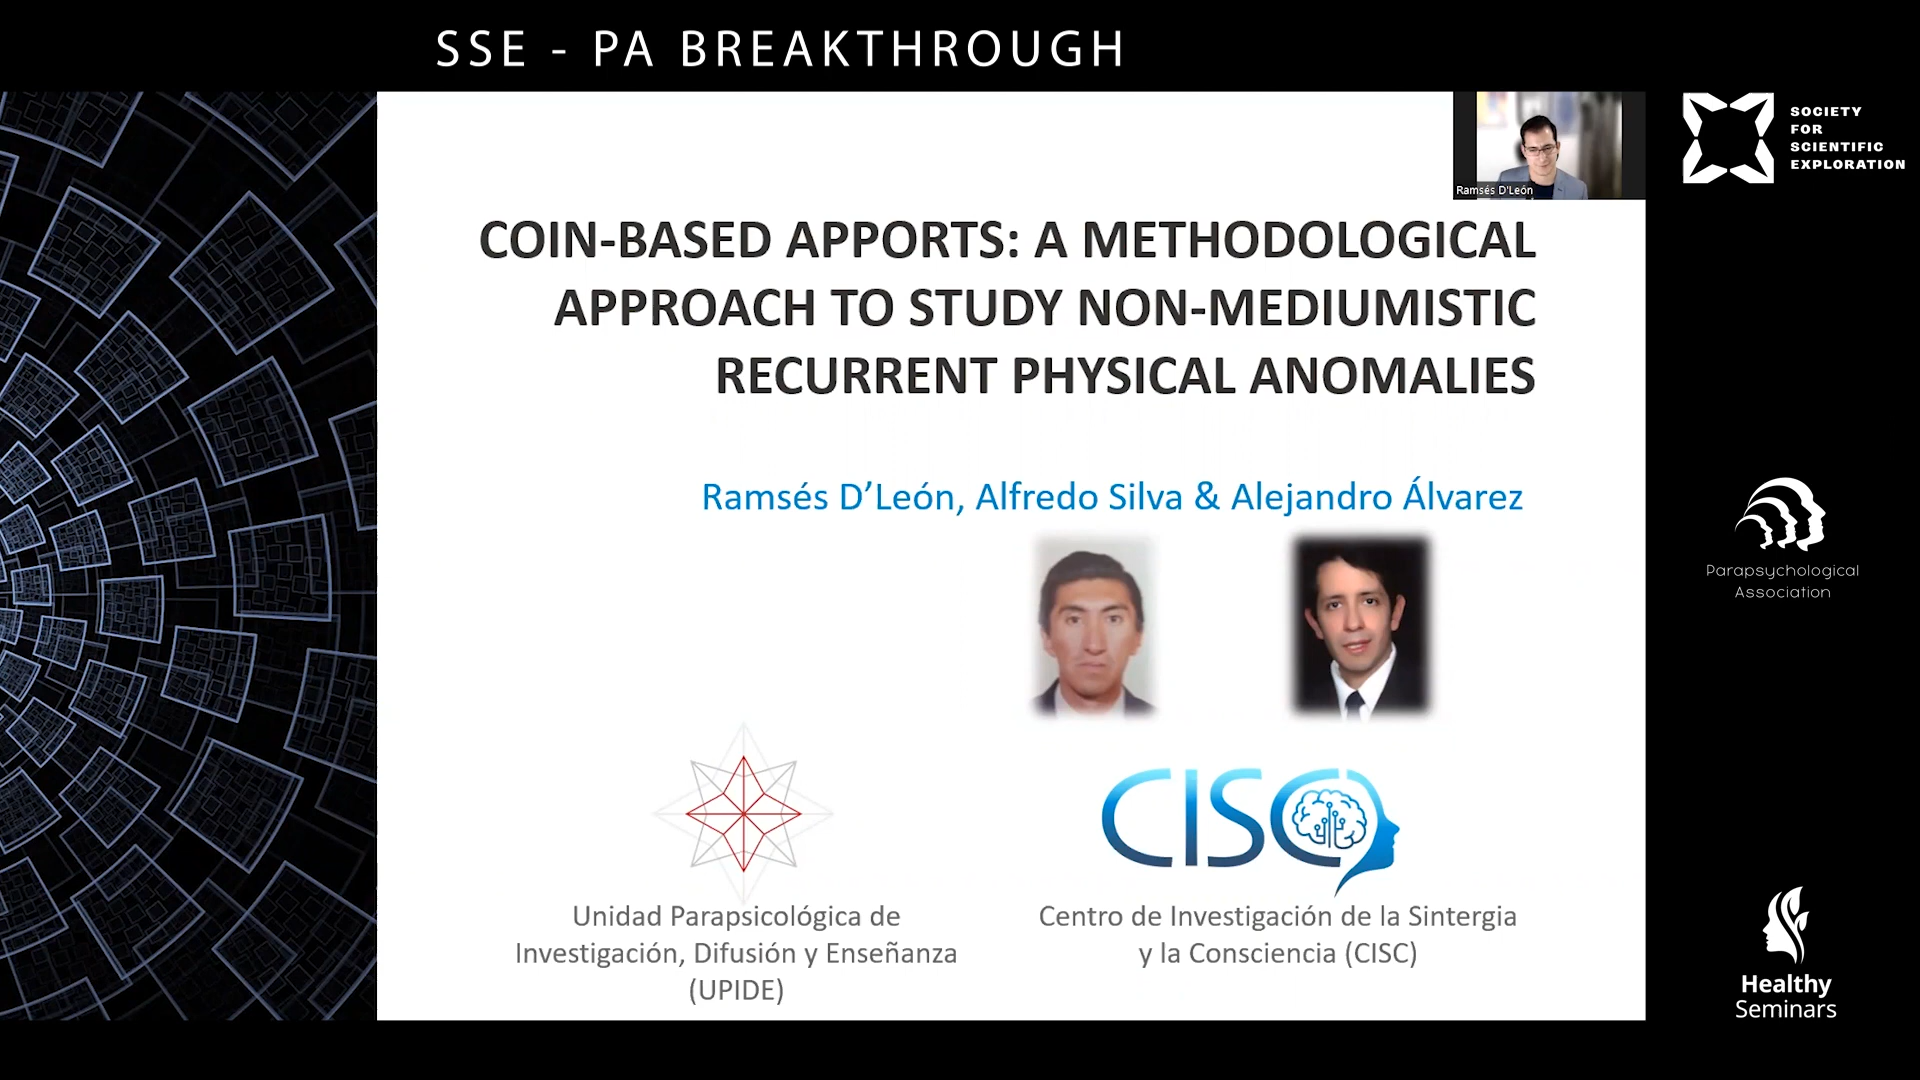 SSE - PA BREAKTHROUGH
Ramsés D'León
SOCIETY
FOR
SCIENTIFIC
EXPLORATION
COIN-BASED APPORTS: A METHODOLOGICAL
APPROACH TO STUDY NON-MEDIUMISTIC
RECURRENT PHYSICAL ANOMALIES
Ramsés D’León, Alfredo Silva & Alejandro Álvarez
Parapsychological
Association
CISC
Unidad Parapsicológica de
Investigación, Difusión y Enseñanza
(UPIDE)
Centro de Investigación de la Sintergia
y la Consciencia (CISC)
Healthy
Seminars